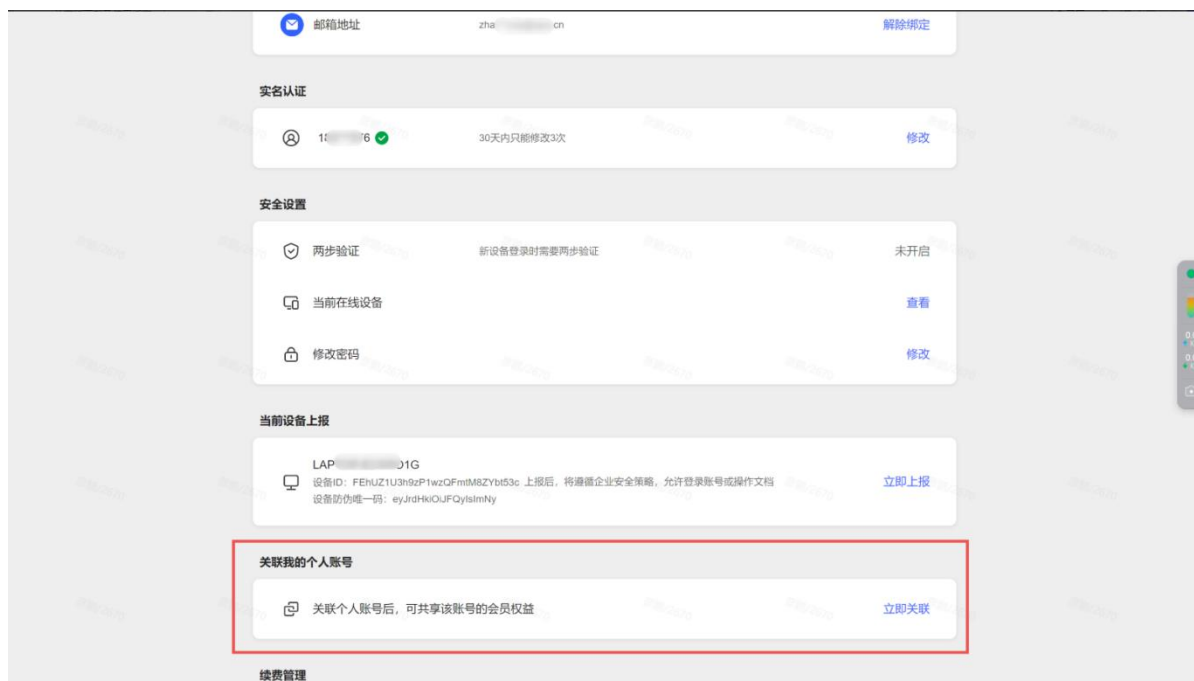 邮箱地址 zha cn 解除绑定
实名认证
18 6 30天内只能修改3次 修改
安全设置
两步验证 新设备登录时需要两步验证 未开启
当前在线设备 查看
修改密码 修改
当前设备上报
LAP D1G
设备ID: FEhUZ1U3h9zP1wzQFmtM8ZYbt53c 上报后，将遵循企业安全策略，允许登录账号或操作文档 立即上报
设备防伪唯一码: eyJrdHkiOiJFQyIsImNy
关联我的个人账号
关联个人账号后，可共享该账号的会员权益 立即关联
续费管理